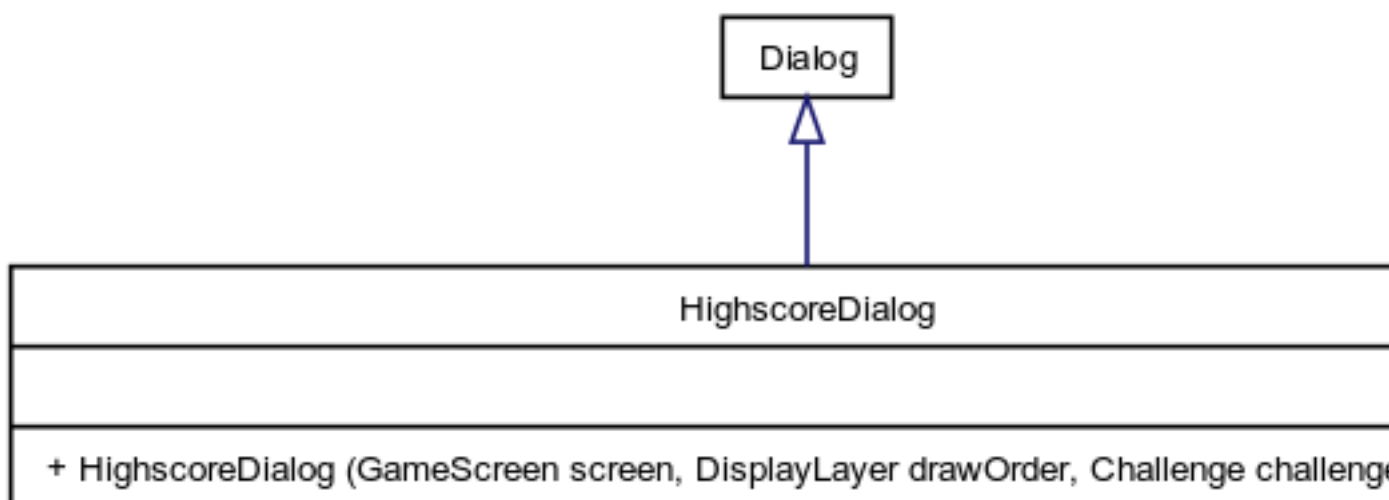 Dialog
HighscoreDialog
+ HighscoreDialog (GameScreen screen, DisplayLayer drawOrder, Challenge